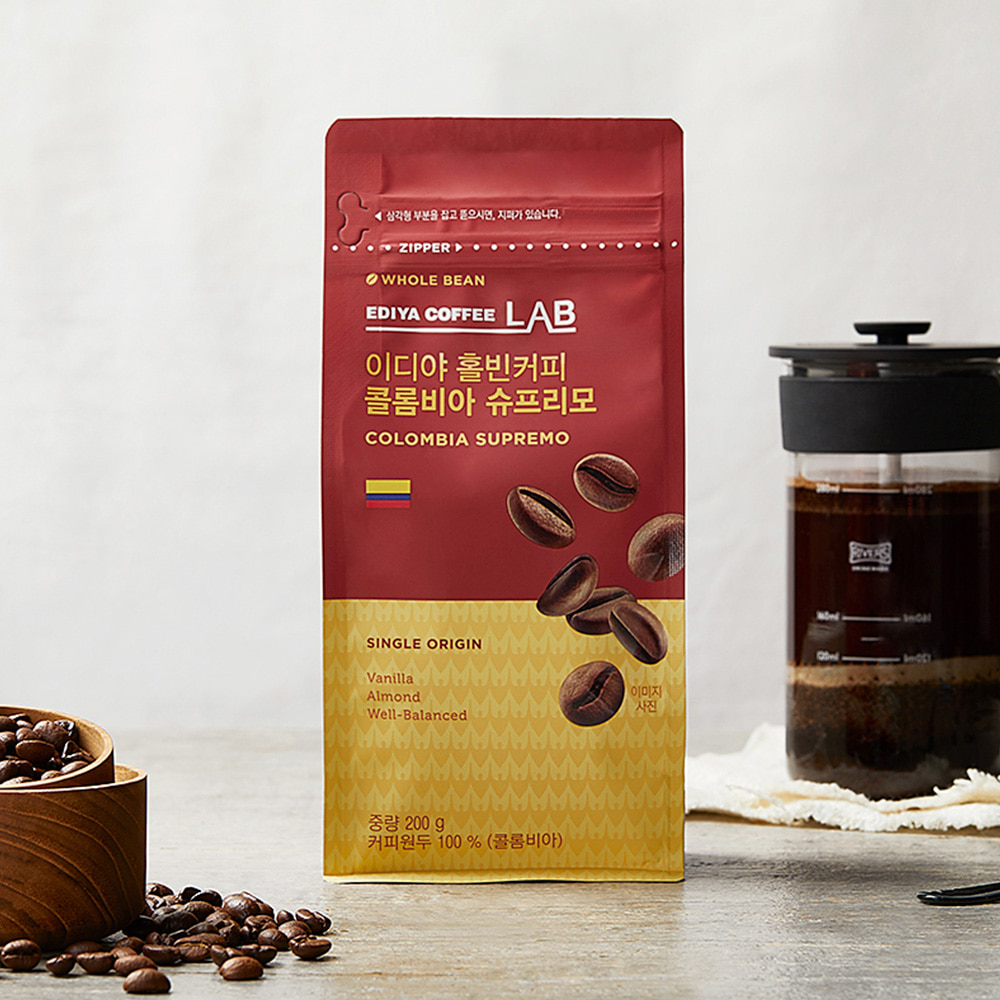 ◀ 삼각형 부분을 잡고 뜯으시면, 지퍼가 있습니다.
ZIPPER ▶
WHOLE BEAN
EDIYA COFFEE LAB
이디야 홀빈커피
콜롬비아 슈프리모
COLOMBIA SUPREMO
SINGLE ORIGIN
Vanilla
Almond
Well-Balanced
이미지
사진
중량 200 g
커피원두 100 % (콜롬비아)
RIVERS
160ml
120ml